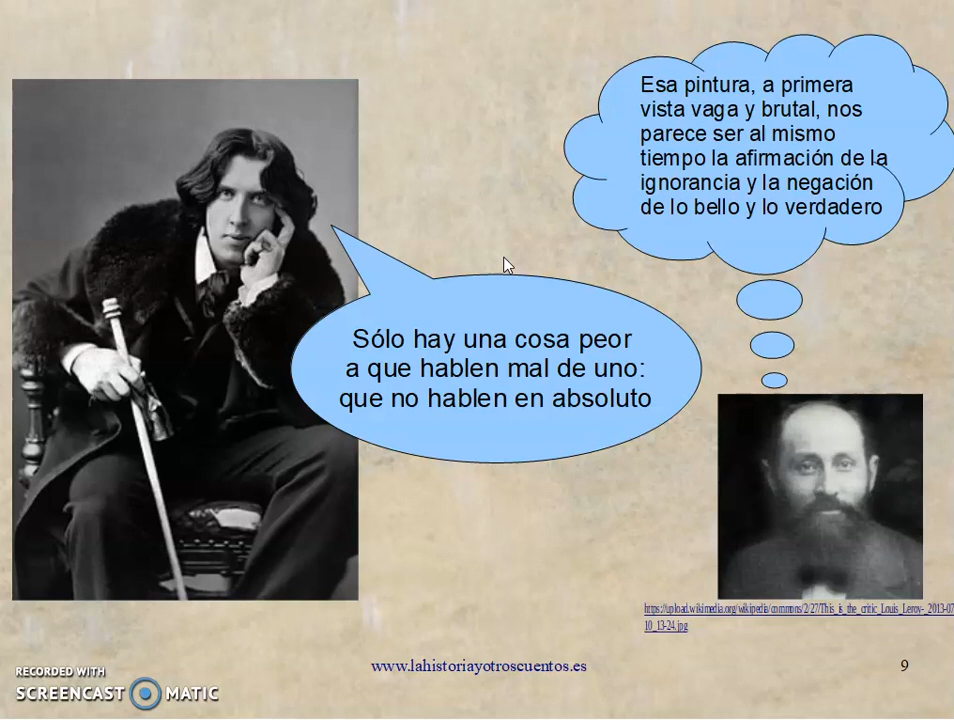 Esa pintura, a primera
vista vaga y brutal, nos
parece ser al mismo
tiempo la afirmación de la
ignorancia y la negación
de lo bello y lo verdadero
Sólo hay una cosa peor
a que hablen mal de uno:
que no hablen en absoluto
https://upload.wikimedia.org/wikipedia/commons/2/27/This_is_the_critic_Louis_Leroy-_2013-07
10_13-24.jpg
www.lahistoriayotroscuentos.es
9
RECORDED WITH
SCREENCAST MATIC